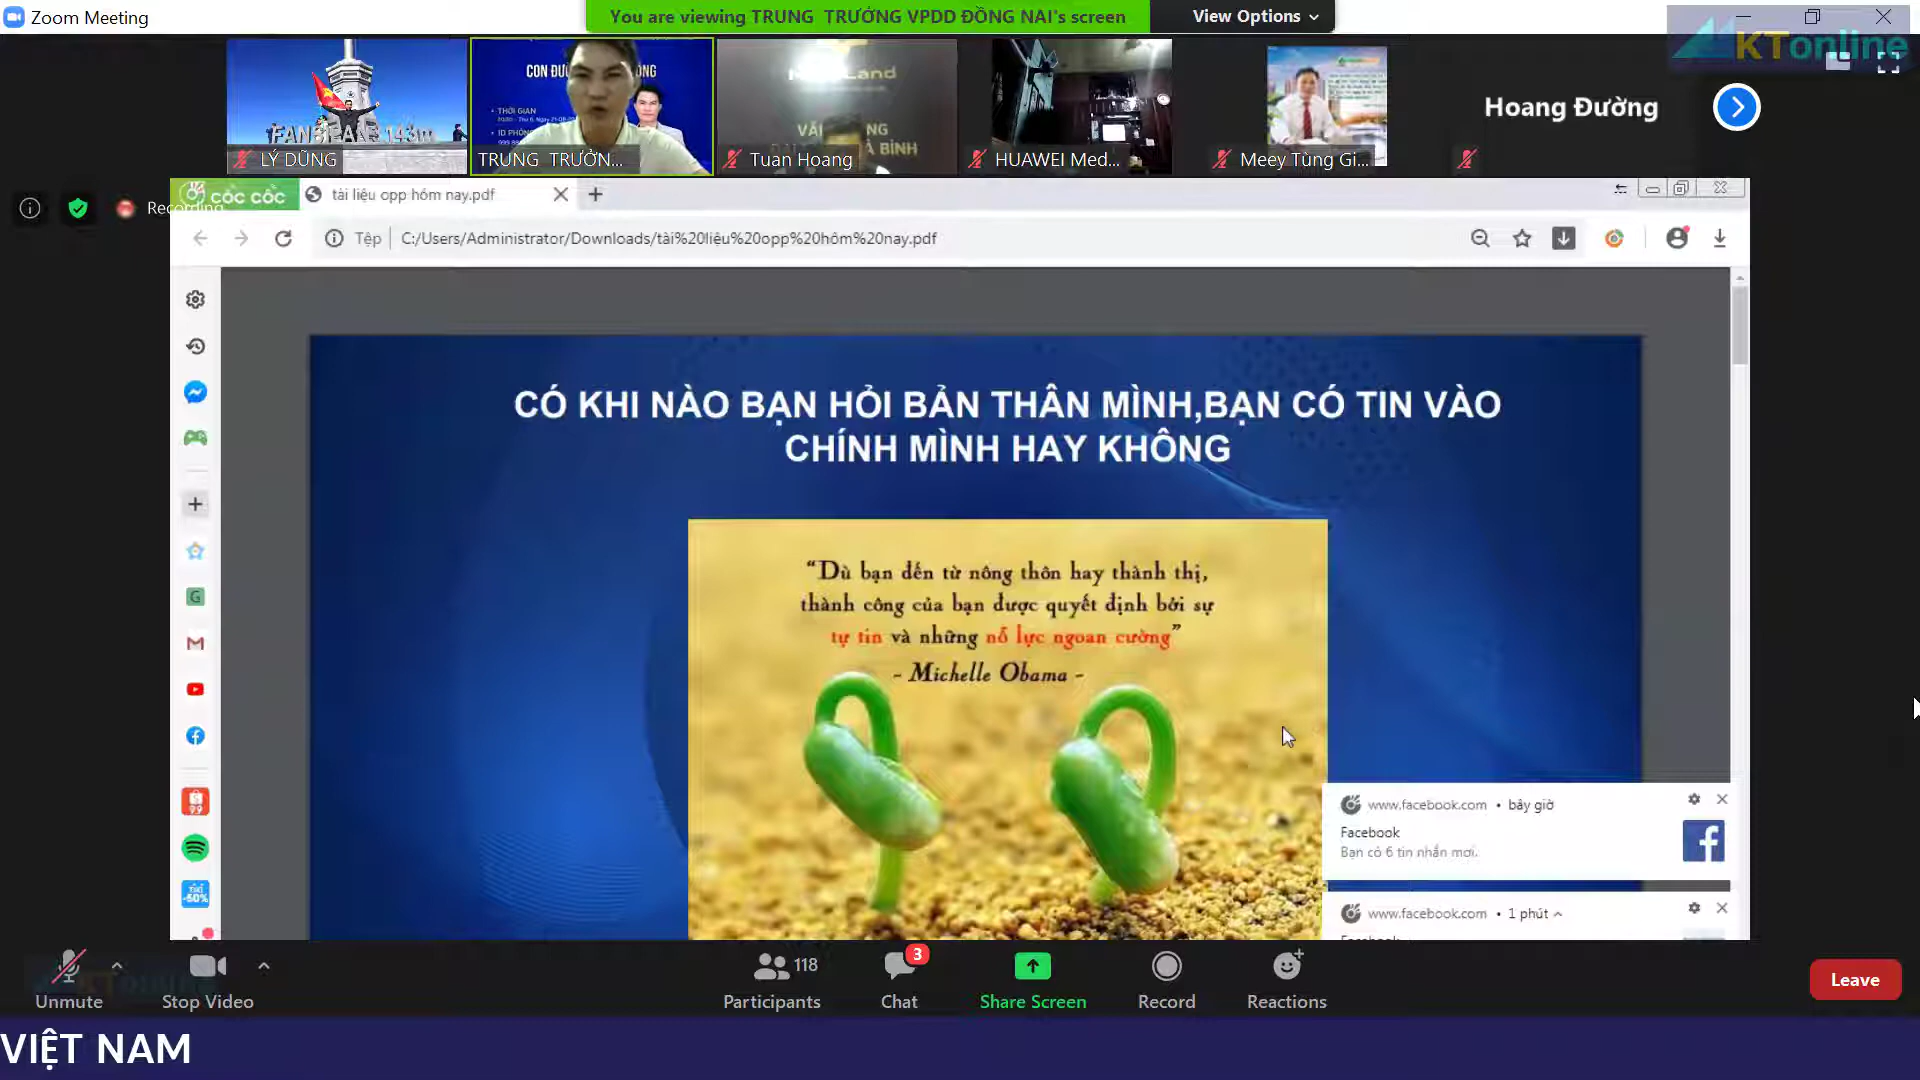 Zoom Meeting
You are viewing TRUNG TRƯỞNG VPDD ĐỒNG NAI's screen
View Options
KTonline
LÝ DŨNG
TRUNG TRƯỞN...
Tuan Hoang
HUAWEI Med...
Meey Tùng Gi...
Hoang Đường
Recording
cốc cốc
tài liệu opp hôm nay.pdf
Tệp
C:/Users/Administrator/Downloads/tài%20liệu%20opp%20hôm%20nay.pdf
CÓ KHI NÀO BẠN HỎI BẢN THÂN MÌNH,BẠN CÓ TIN VÀO
CHÍNH MÌNH HAY KHÔNG
“Dù bạn đến từ nông thôn hay thành thị,
thành công của bạn được quyết định bởi sự
tự tin và những nỗ lực ngoan cường”
- Michelle Obama -
www.facebook.com • bây giờ
Facebook
Bạn có 6 tin nhắn mới.
www.facebook.com • 1 phút
Unmute
Stop Video
118
Participants
3
Chat
Share Screen
Record
Reactions
Leave
VIỆT NAM